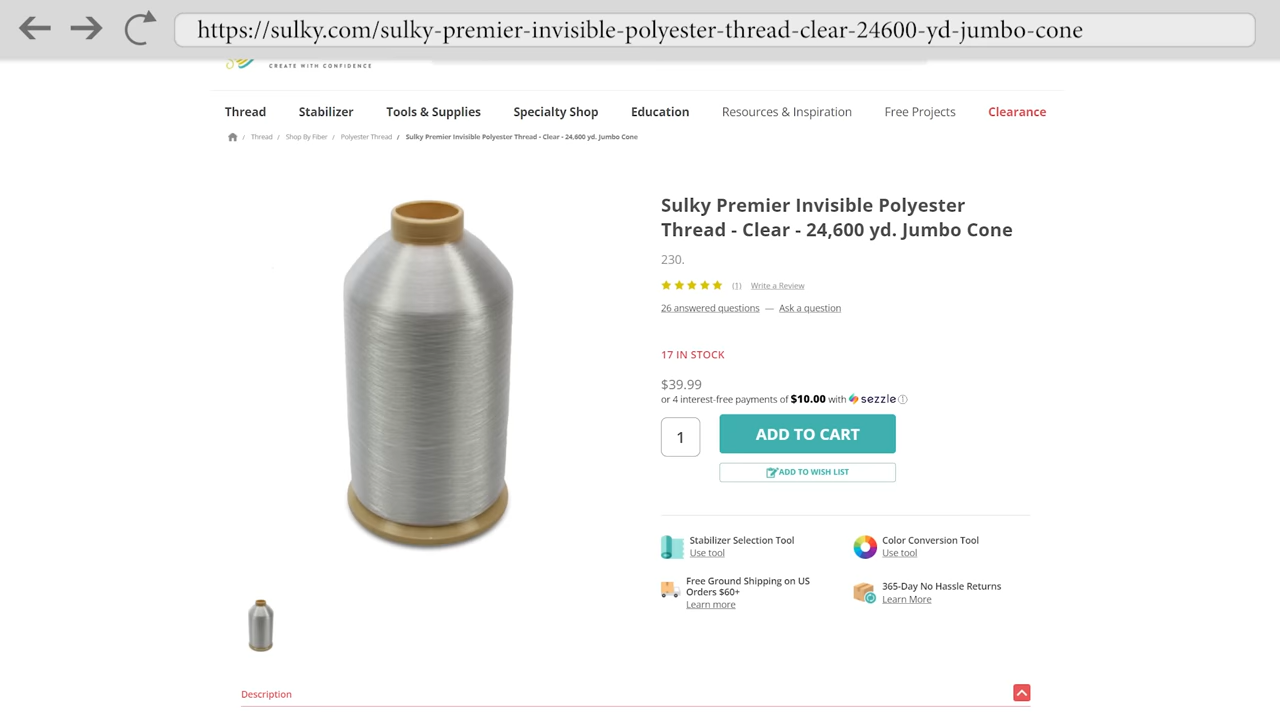 https://sulky.com/sulky-premier-invisible-polyester-thread-clear-24600-yd-jumbo-cone
CREATE WITH CONFIDENCE
Thread Stabilizer Tools & Supplies Specialty Shop Education Resources & Inspiration Free Projects Clearance
/ Thread / Shop By Fiber / Polyester Thread / Sulky Premier Invisible Polyester Thread - Clear - 24,600 yd. Jumbo Cone
Sulky Premier Invisible Polyester
Thread - Clear - 24,600 yd. Jumbo Cone
230.
(1) Write a Review
26 answered questions — Ask a question
17 IN STOCK
$39.99
or 4 interest-free payments of $10.00 with sezzle
1
ADD TO CART
ADD TO WISH LIST
Stabilizer Selection Tool
Use tool
Color Conversion Tool
Use tool
Free Ground Shipping on US
Orders $60+
Learn more
365-Day No Hassle Returns
Learn More
Description